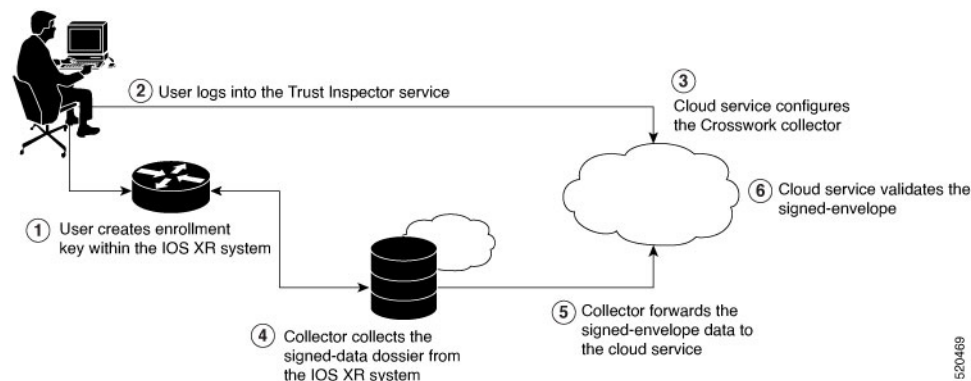 2 User logs into the Trust Inspector service
3
Cloud service configures
the Crosswork collector
1 User creates enrollment
key within the IOS XR system
6 Cloud service validates the
signed-envelope
4 Collector collects the
signed-data dossier from
the IOS XR system
5 Collector forwards the
signed-envelope data to
the cloud service
520469